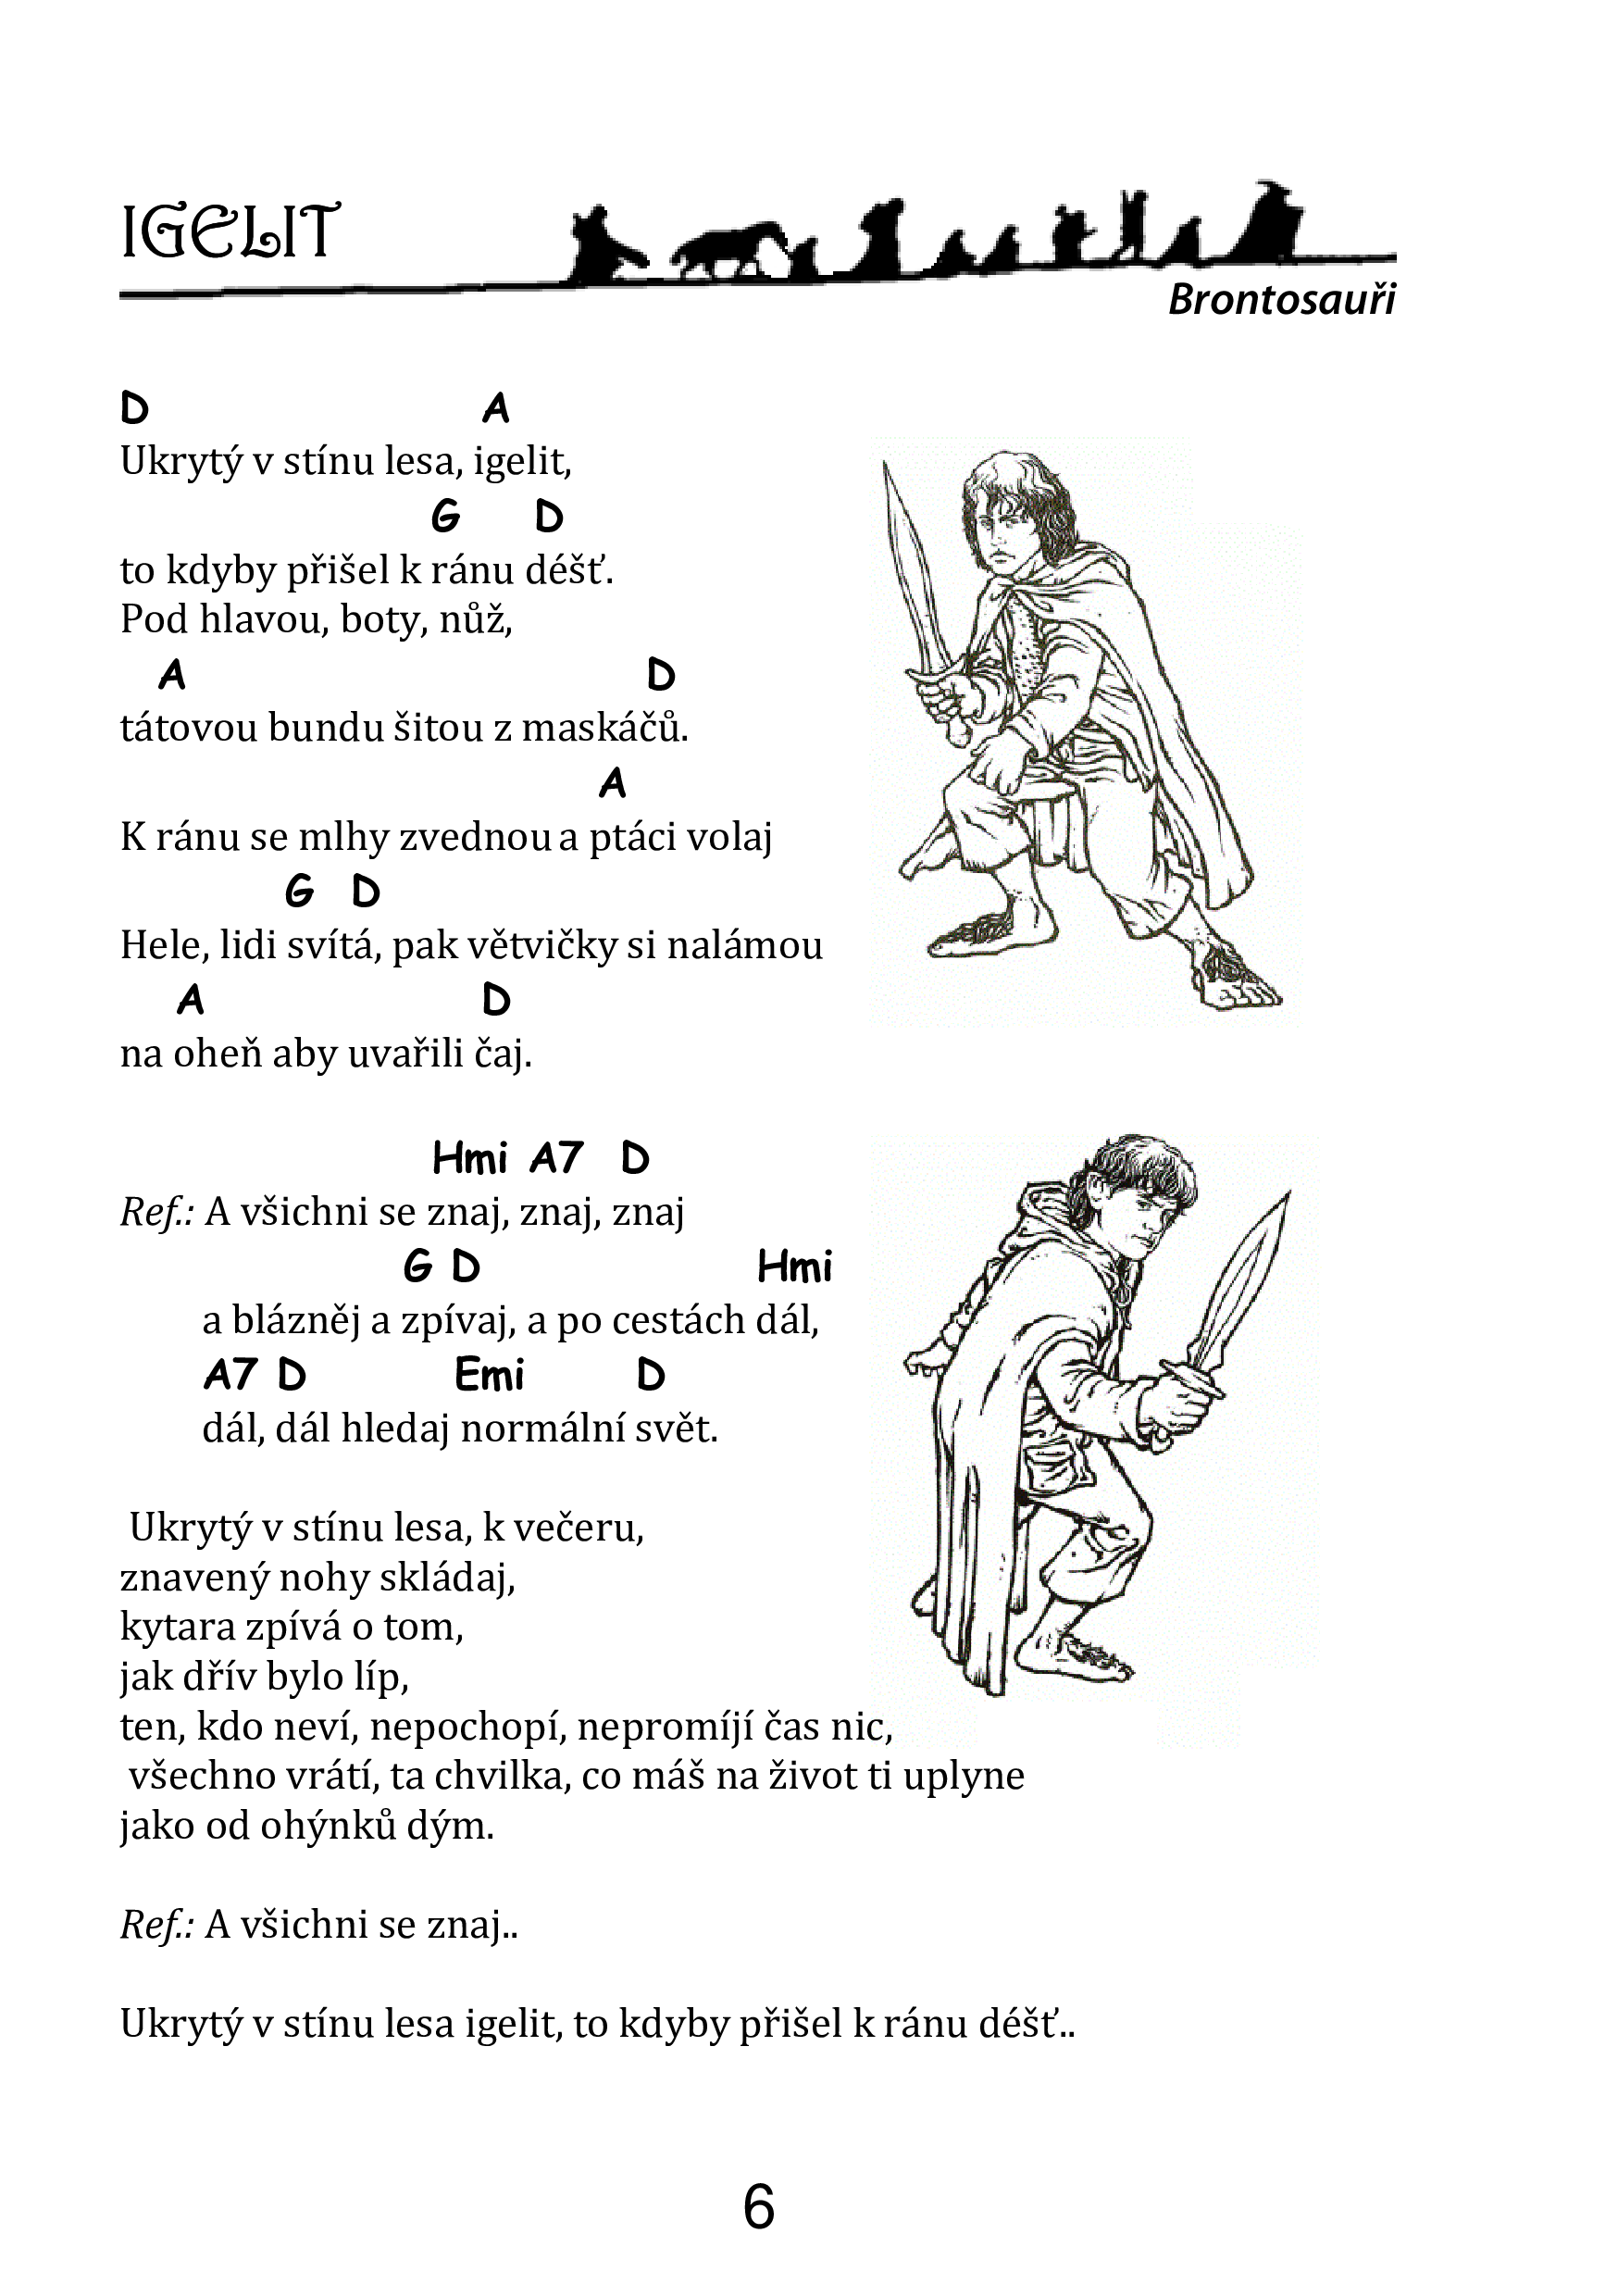 IGELIT
Brontosauři
D A
Ukrytý v stínu lesa, igelit,
G D
to kdyby přišel k ránu déšť.
Pod hlavou, boty, nůž,
A D
tátovou bundu šitou z maskáčů.
A
K ránu se mlhy zvednou a ptáci volaj
G D
Hele, lidi svítá, pak větvičky si nalámou
A D
na oheň aby uvařili čaj.
Hmi A7 D
Ref.: A všichni se znaj, znaj, znaj
G D Hmi
a blázněj a zpívaj, a po cestách dál,
A7 D Emi D
dál, dál hledaj normální svět.
Ukrytý v stínu lesa, k večeru,
znavený nohy skládaj,
kytara zpívá o tom,
jak dřív bylo líp,
ten, kdo neví, nepochopí, nepromíjí čas nic,
všechno vrátí, ta chvilka, co máš na život ti uplyne
jako od ohýnků dým.
Ref.: A všichni se znaj..
Ukrytý v stínu lesa igelit, to kdyby přišel k ránu déšť..
6